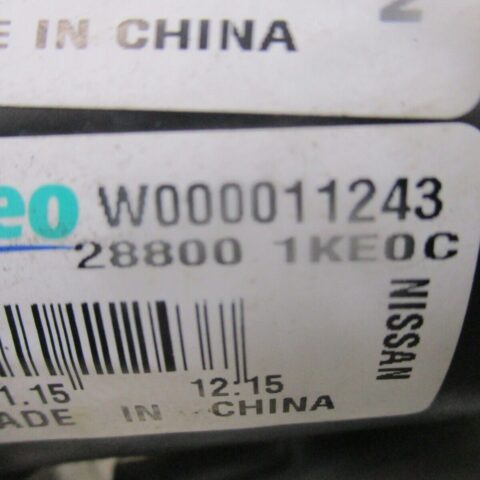 E IN CHINA
eo W000011243
28800 1KE0C
NISSAN
1.15 12:15
ADE IN CHINA